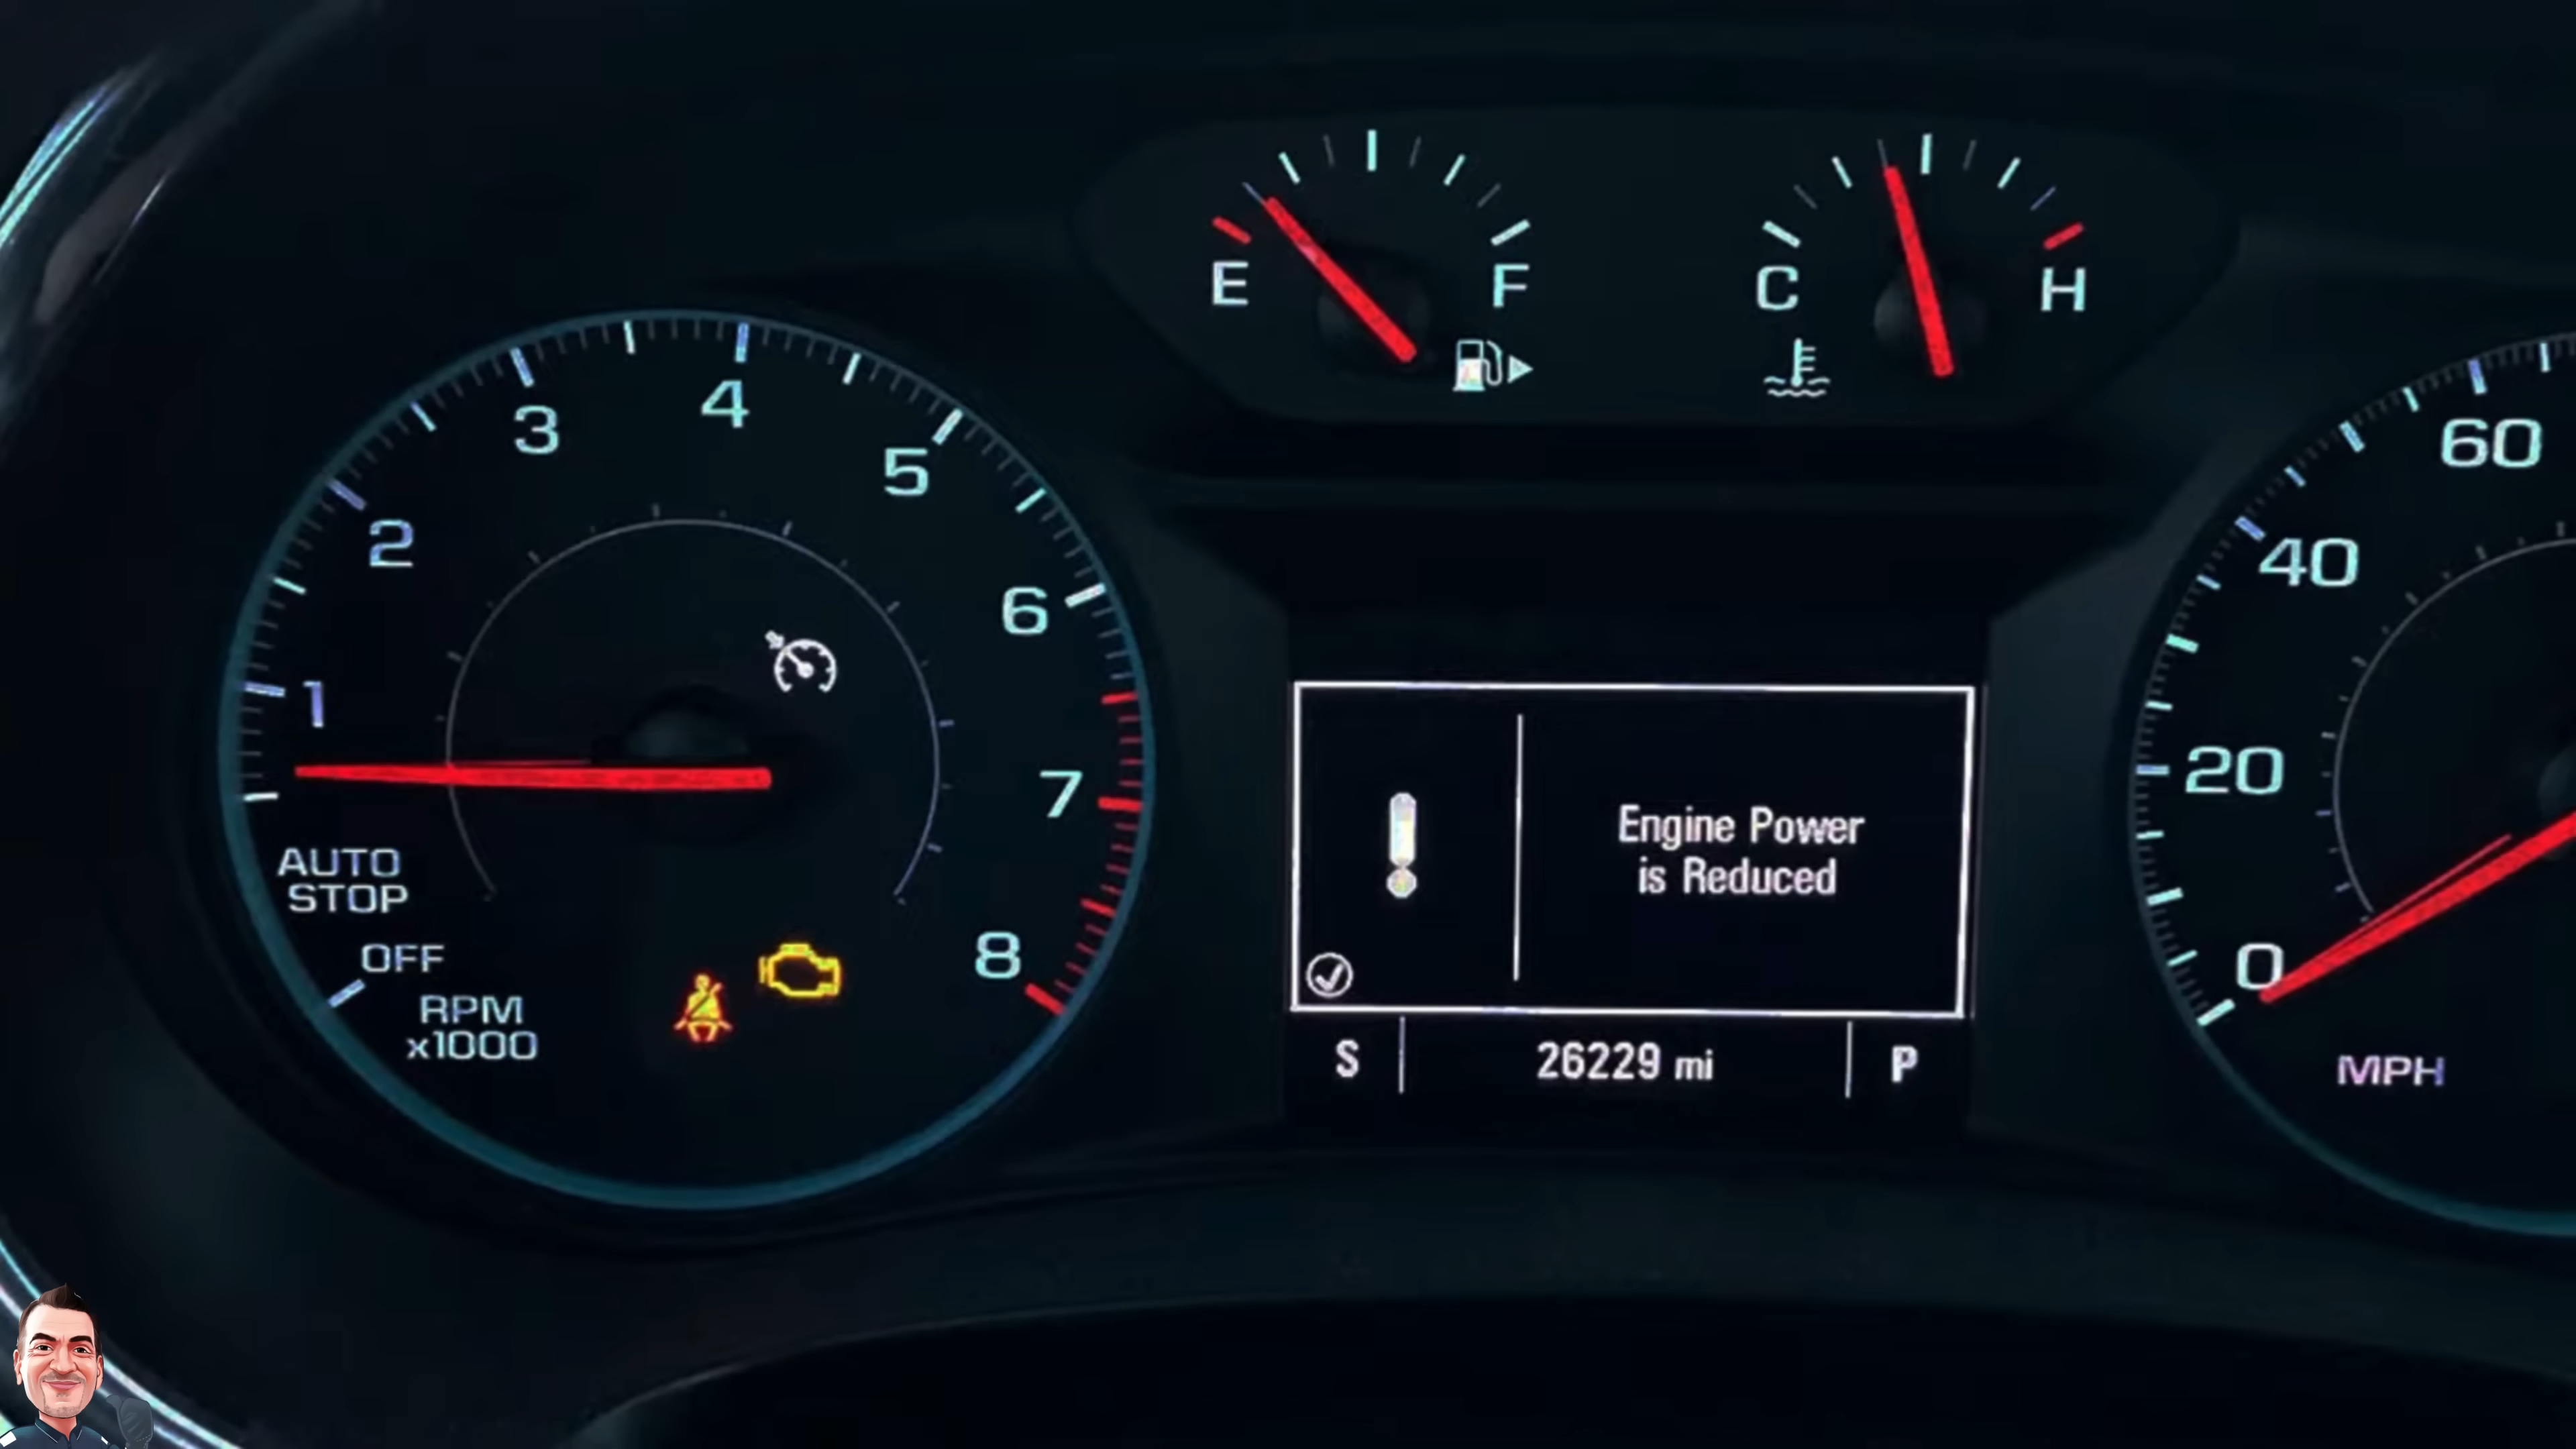 E
F
C
H
1
2
3
4
5
6
7
8
AUTO
STOP
OFF
RPM
x1000
Engine Power
is Reduced
S
26229 mi
P
0
20
40
60
MPH